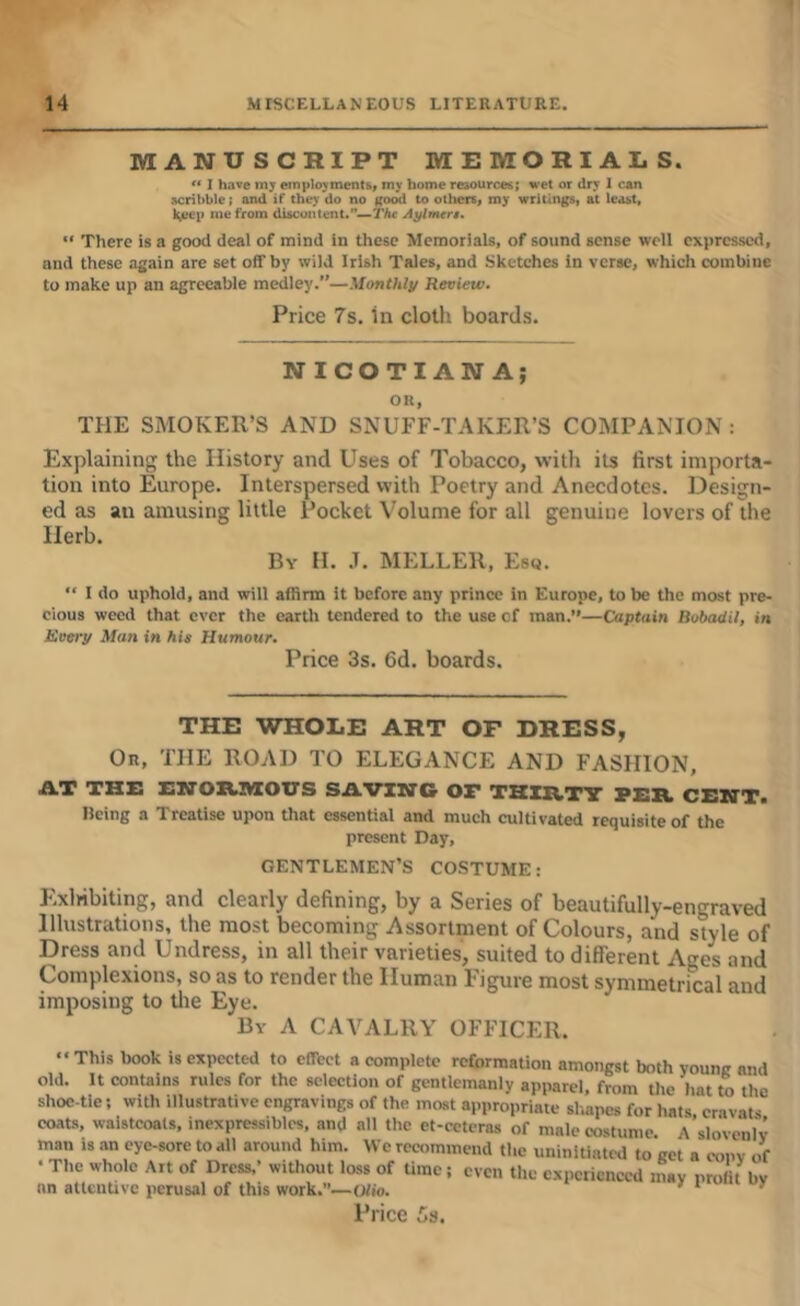 14 MISCELLANEOUS LITERATURE.
MANUSCRIPT MEMORIALS.
“ I have my employments, my home resources; wet or dry I can
scribble; and if they do no good to others, my writings, at least,
keep me from discontent.”—The Aylmers.
“ There is a good deal of mind in these Memorials, of sound sense well expressed,
and these again are set off by wild Irish Tales, and Sketches in verse, which combine
to make up an agreeable medley.”—Monthly Review.
Price 7s. in cloth boards.
NICOTIANA;
OR,
THE SMOKER’S AND SNUFF-TAKER’S COMPANION:
Explaining the History and Uses of Tobacco, with its first importa-
tion into Europe. Interspersed with Poetry and Anecdotes. Design-
ed as an amusing little Pocket Volume for all genuine lovers of the
Herb.
By H. J. MELLER, Esq.
“ I do uphold, and will affirm it before any prince in Europe, to be the most pre-
cious weed that ever the earth tendered to the use of man.”—Captain Bobadil, in
Every Man in his Humour.
Price 3s. 6d. boards.
THE WHOLE ART OF DRESS,
Or, THE ROAD TO ELEGANCE AND FASHION,
AT THE ENORMOUS SAVING OF THIRTY PER CENT.
Being a Treatise upon that essential and much cultivated requisite of the
present Day,
GENTLEMEN’S COSTUME:
Exhibiting, and clearly defining, by a Series of beautifully-engraved
Illustrations, the most becoming Assortment of Colours, and style of
Dress and Undress, in all their varieties, suited to different Ages and
Complexions, so as to render the Human Figure most symmetrical and
imposing to the Eye.
By A CAVALRY OFFICER.
“ This book is expected to effect a complete reformation amongst both young and
old. It contains rules for the selection of gentlemanly apparel, from the hat to the
shoe-tie; with illustrative engravings of the most appropriate shapes for hats, cravats,
coats, waistcoats, inexpressibles, and all the et-ceteras of male costume. A slovenly
man is an eye-sore to all around him. We recommend the uninitiated to get a copy of
‘ The whole Art of Dress,’ without loss of time; even the experienced may profit by
an attentive perusal of this work.”—Olio.
Price 5s.